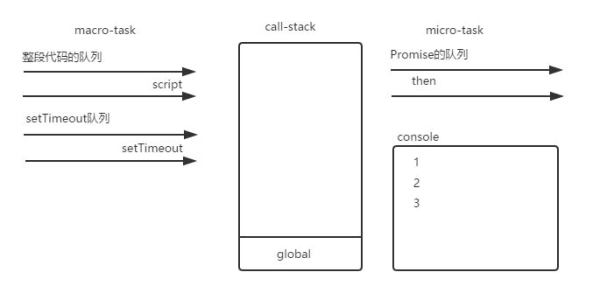 macro-task
整段代码的队列
script
setTimeout队列
setTimeout
call-stack
global
micro-task
Promise的队列
then
console
1
2
3